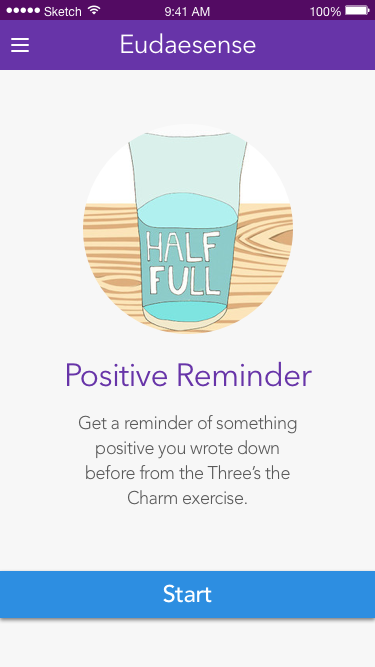 Sketch 9:41 AM 100%
Eudaesense
HALF
FULL
Positive Reminder
Get a reminder of something
positive you wrote down
before from the Three’s the
Charm exercise.
Start